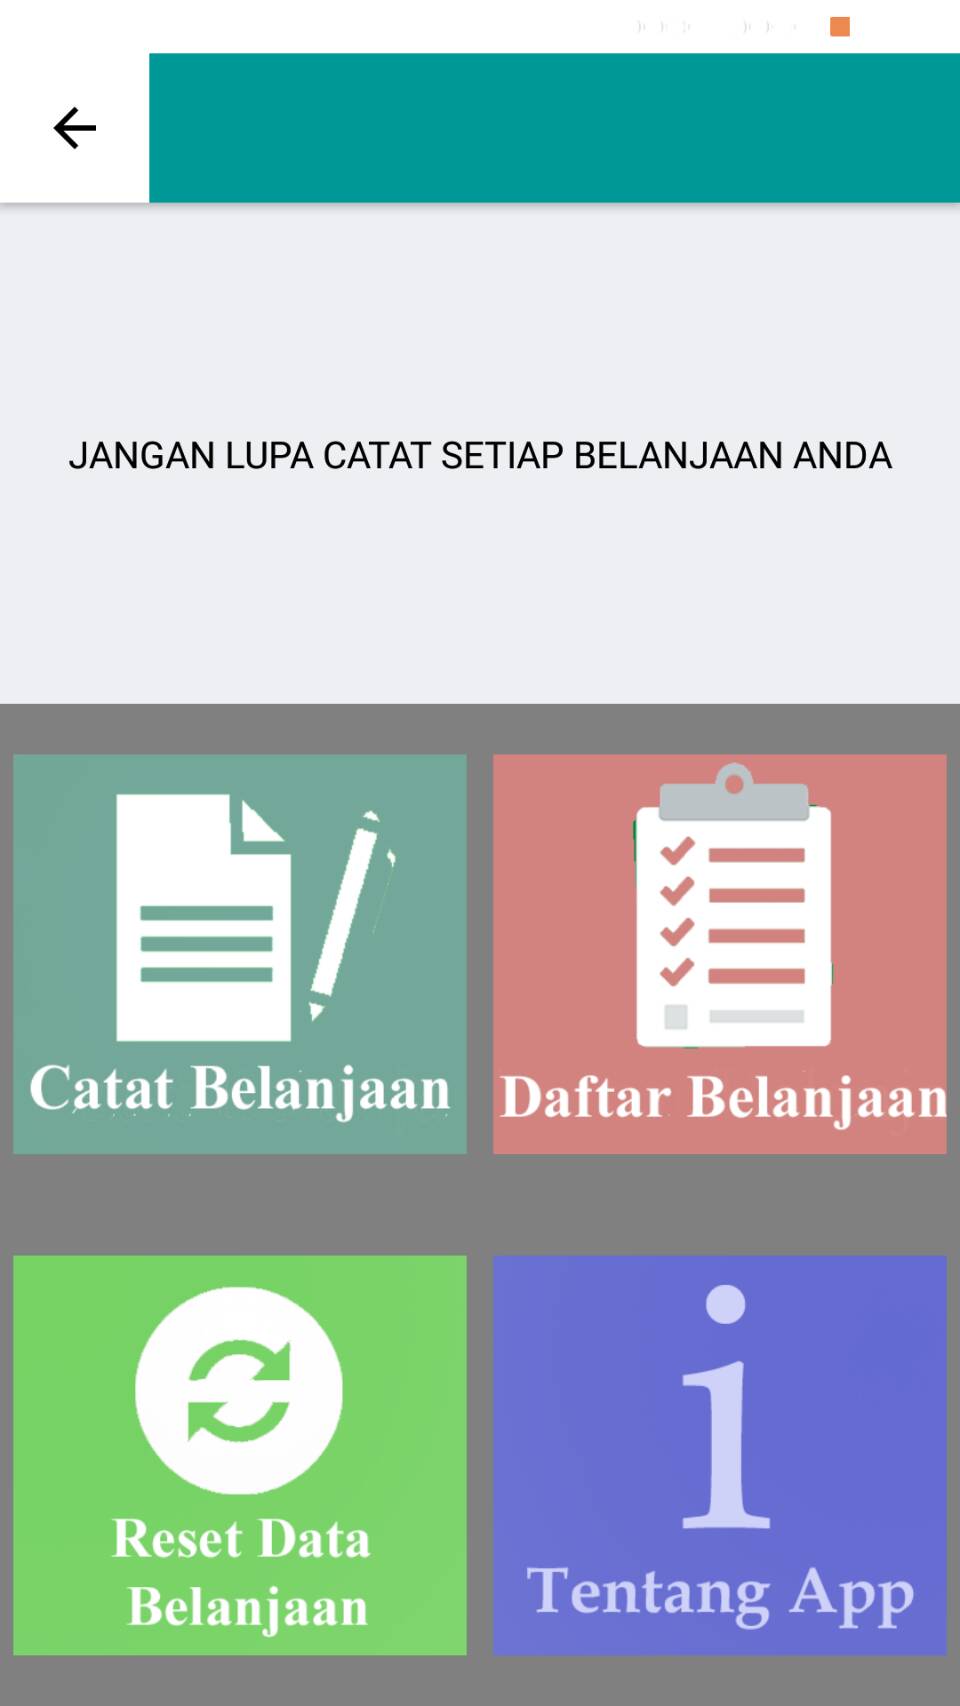 JANGAN LUPA CATAT SETIAP BELANJAAN ANDA
Catat Belanjaan
Daftar Belanjaan
Reset Data
Belanjaan
Tentang App